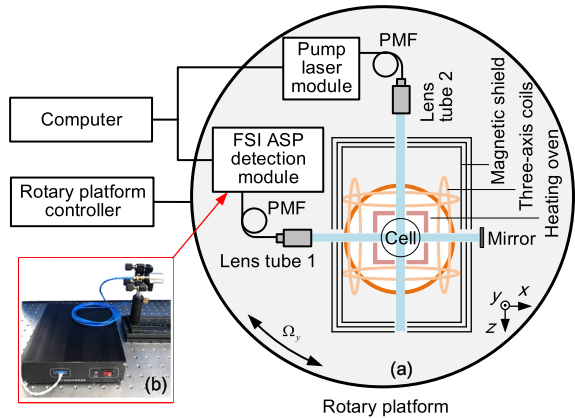 PMF
Pump
laser
module
Lens
tube 2
Computer
FSI ASP
detection
module
Magnetic shield
Three-axis coils
Heating oven
Rotary platform
controller
PMF
Cell
Mirror
Lens tube 1
y
x
z
Ωy
(a)
(b)
Rotary platform